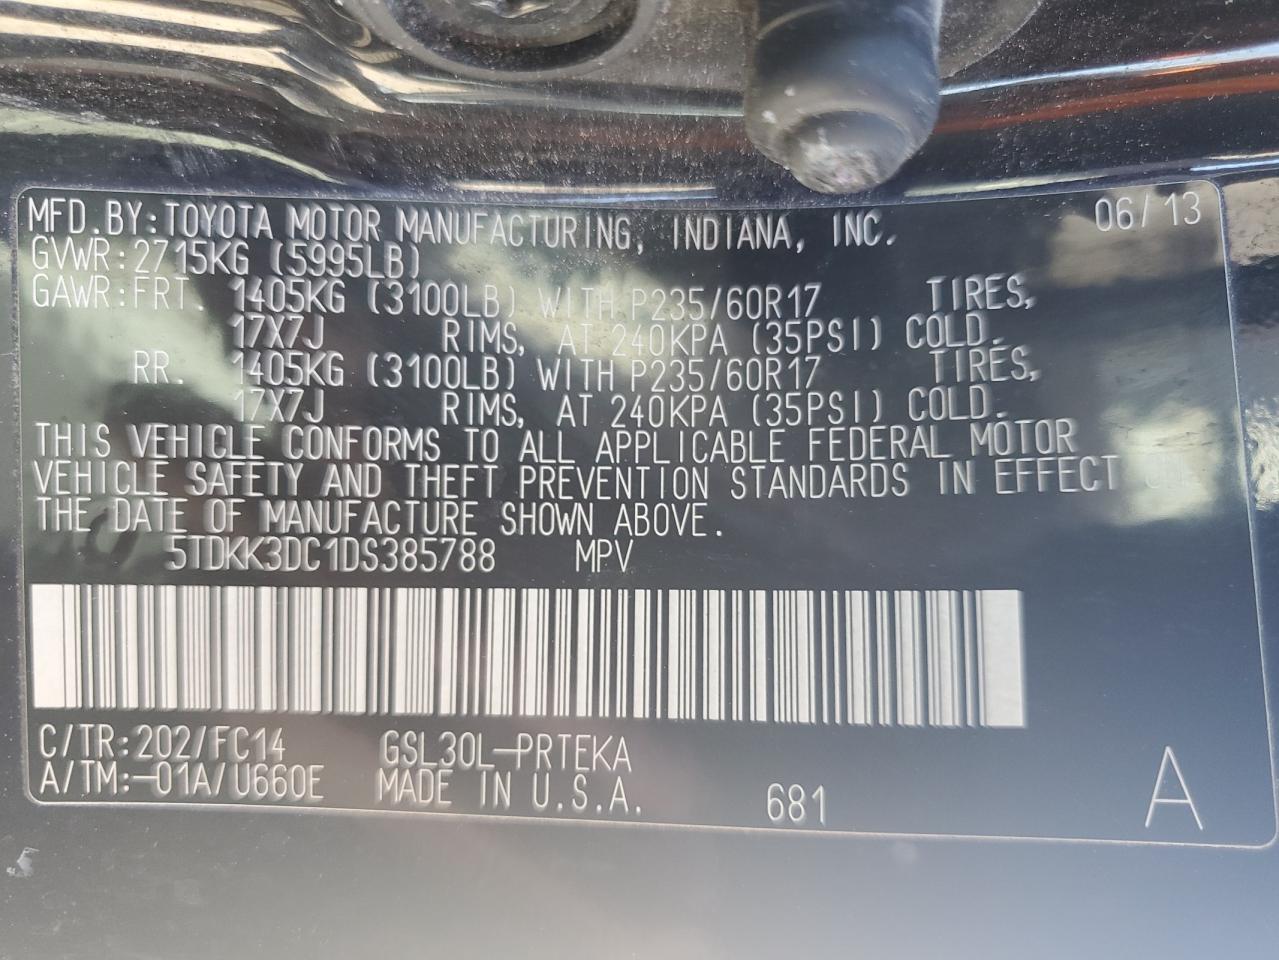 MFD.BY:TOYOTA MOTOR MANUFACTURING, INDIANA, INC. 06/13
GVWR:2715KG (5995LB)
GAWR:FRT. 1405KG (3100LB) WITH P235/60R17 TIRES,
17X7J RIMS, AT 240KPA (35PSI) COLD.
RR. 1405KG (3100LB) WITH P235/60R17 TIRES,
17X7J RIMS, AT 240KPA (35PSI) COLD.
THIS VEHICLE CONFORMS TO ALL APPLICABLE FEDERAL MOTOR
VEHICLE SAFETY AND THEFT PREVENTION STANDARDS IN EFFECT ON
THE DATE OF MANUFACTURE SHOWN ABOVE.
5TDKK3DC1DS385788 MPV
C/TR:202/FC14 GSL30L-PRTEKA
A/TM:-01A/U660E MADE IN U.S.A. 681 A